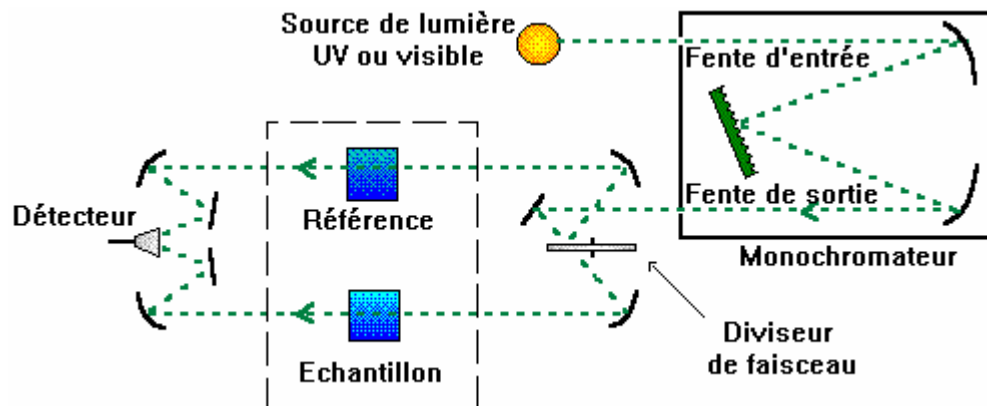 Source de lumière
UV ou visible
Fente d'entrée
Fente de sortie
Monochromateur
Détecteur
Référence
Echantillon
Diviseur
de faisceau